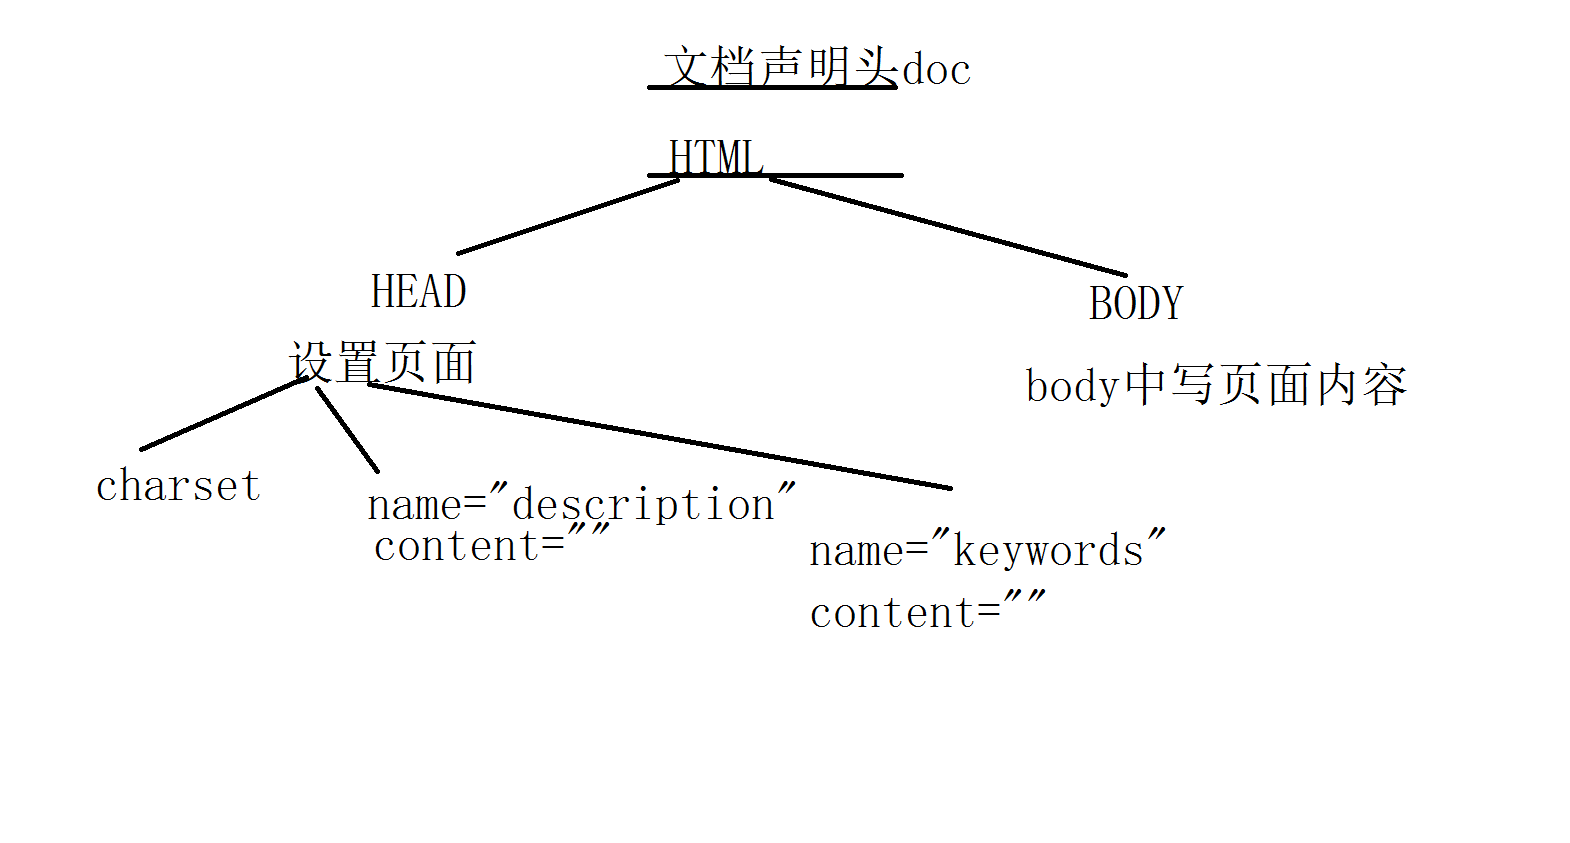 文档声明头doc
HTML
HEAD
BODY
设置页面
body中写页面内容
charset
name="description"
content=""
name="keywords"
content=""